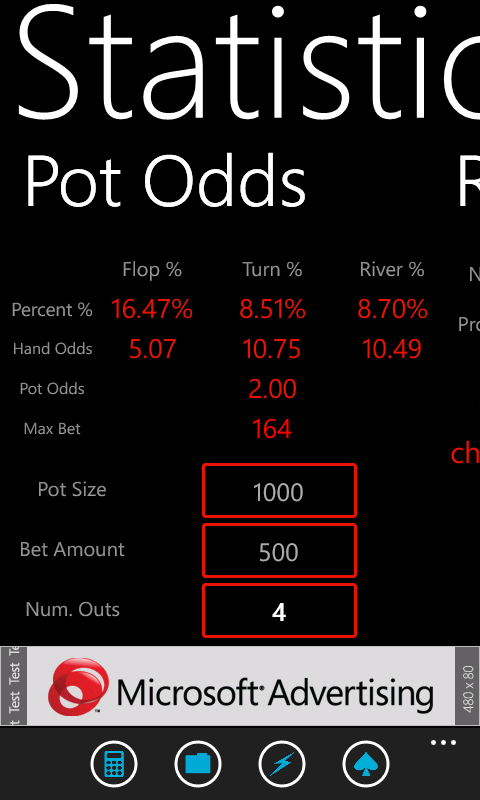 Statistic
Pot Odds
R
Flop % Turn % River %
N
Percent % 16.47% 8.51% 8.70%
Pro
Hand Odds 5.07 10.75 10.49
Pot Odds 2.00
Max Bet 164
ch
Pot Size 1000
Bet Amount 500
Num. Outs 4
t Test Test Te
Microsoft Advertising
™
480 x 80